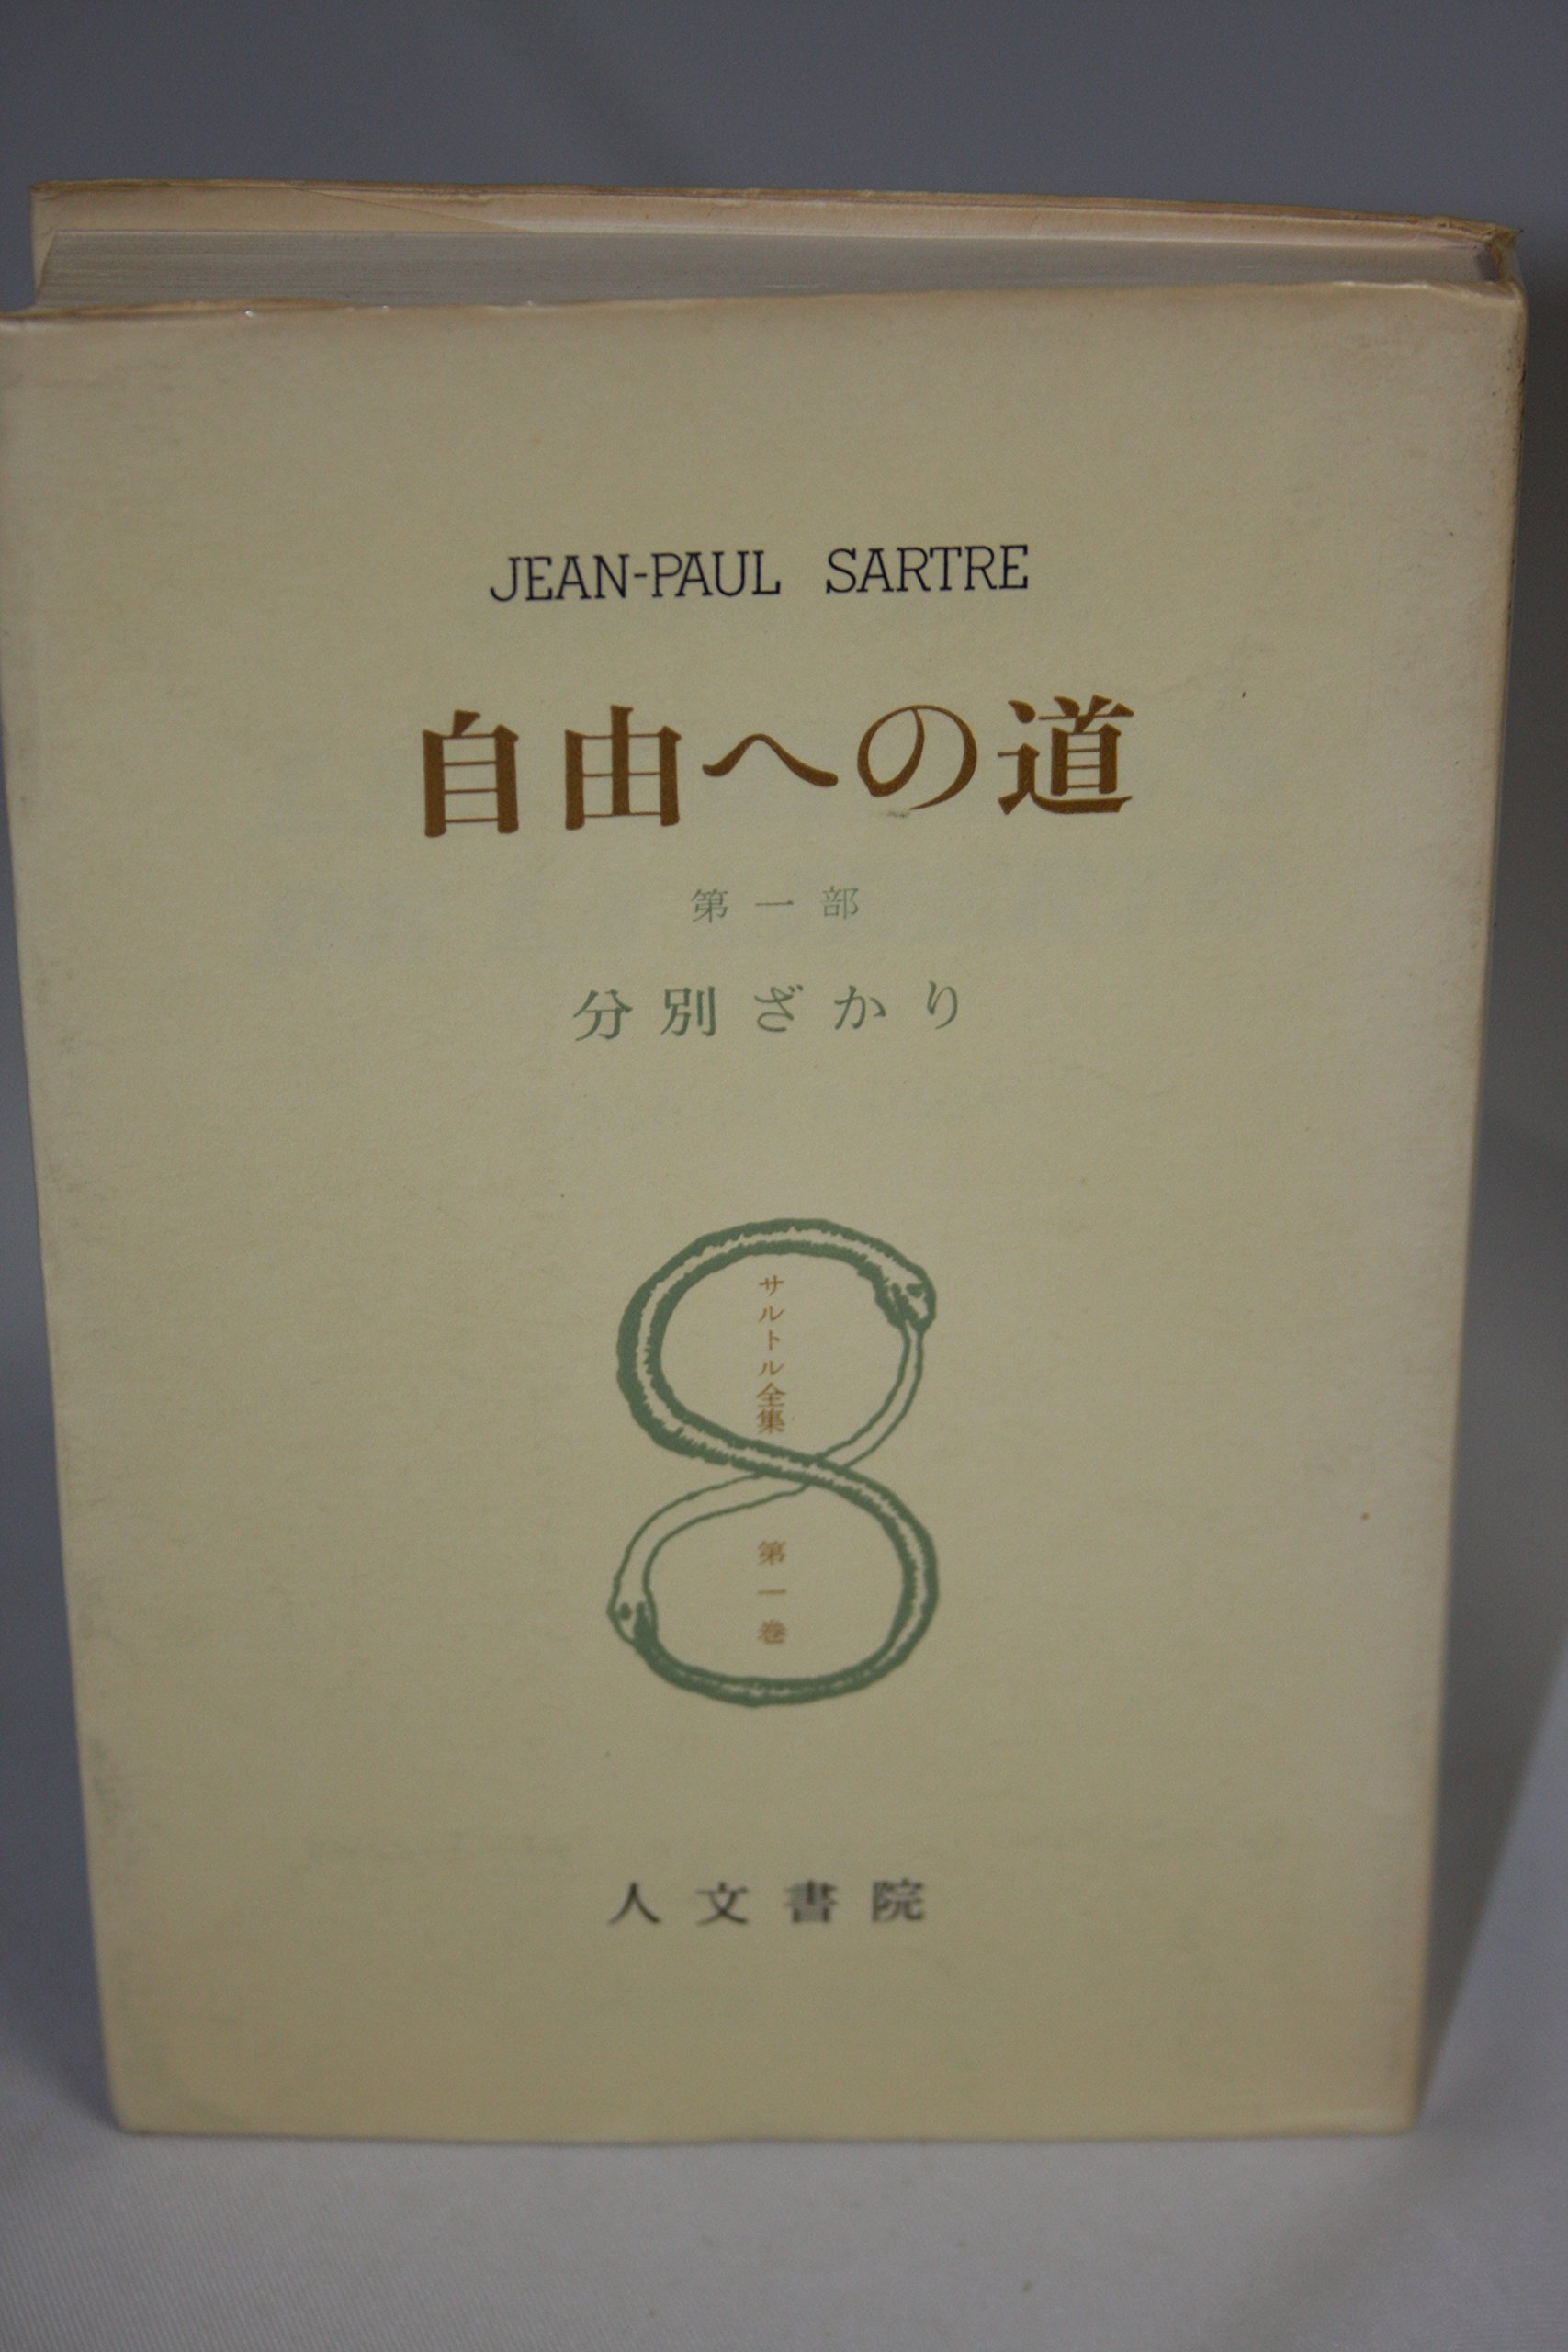 JEAN-PAUL SARTRE
自由への道
第一部
分別ざかり
サルトル全集
第一巻
人文書院